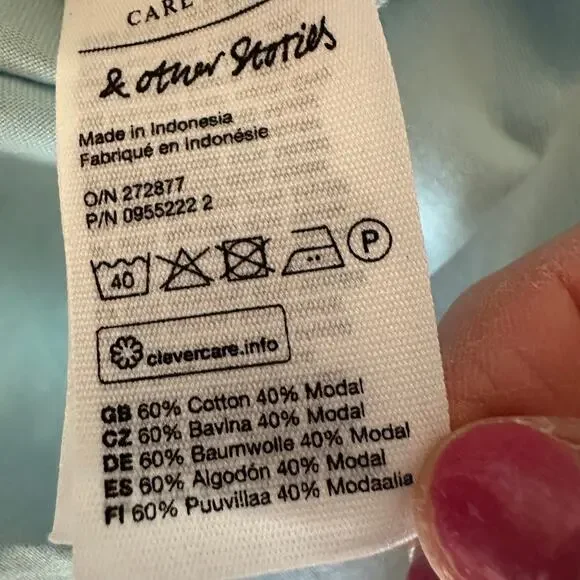 CARE
& other Stories
Made in Indonesia
Fabriqué en Indonésie
O/N 272877
P/N 0955222 2
40 P
clevercare.info
GB 60% Cotton 40% Modal
CZ 60% Bavlna 40% Modal
DE 60% Baumwolle 40% Modal
ES 60% Algodón 40% Modal
FI 60% Puuvillaa 40% Modaalia